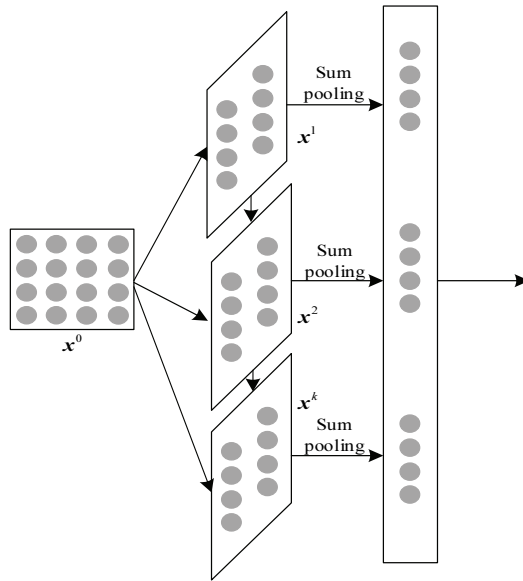 Sum
pooling
x¹
Sum
pooling
x⁰
x²
xᵏ
Sum
pooling